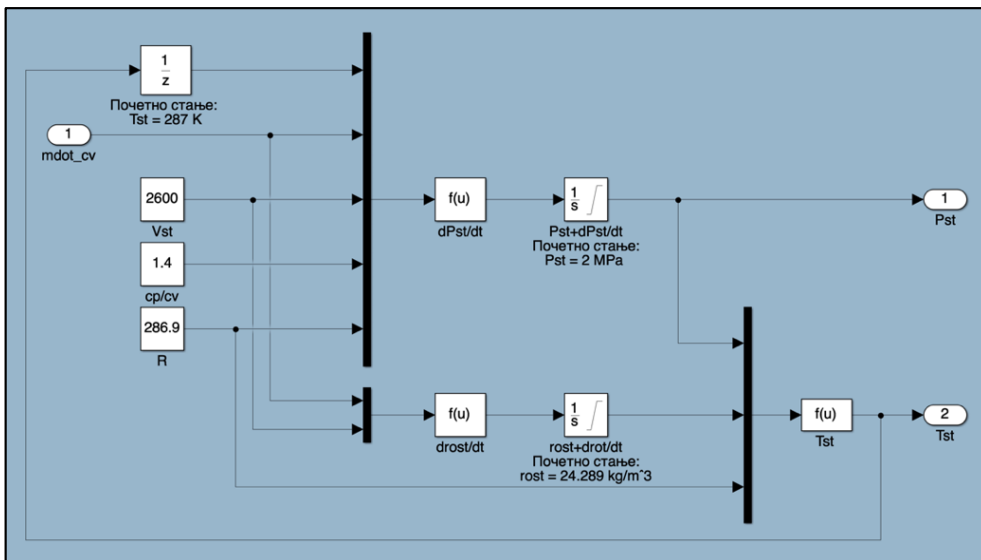 1
z
Почетно стање:
Tst = 287 K
1
mdot_cv
2600
Vst
1.4
cp/cv
286.9
R
f(u)
dPst/dt
1
s
Pst+dPst/dt
Почетно стање:
Pst = 2 MPa
1
Pst
f(u)
drost/dt
1
s
rost+drot/dt
Почетно стање:
rost = 24.289 kg/m^3
f(u)
Tst
2
Tst